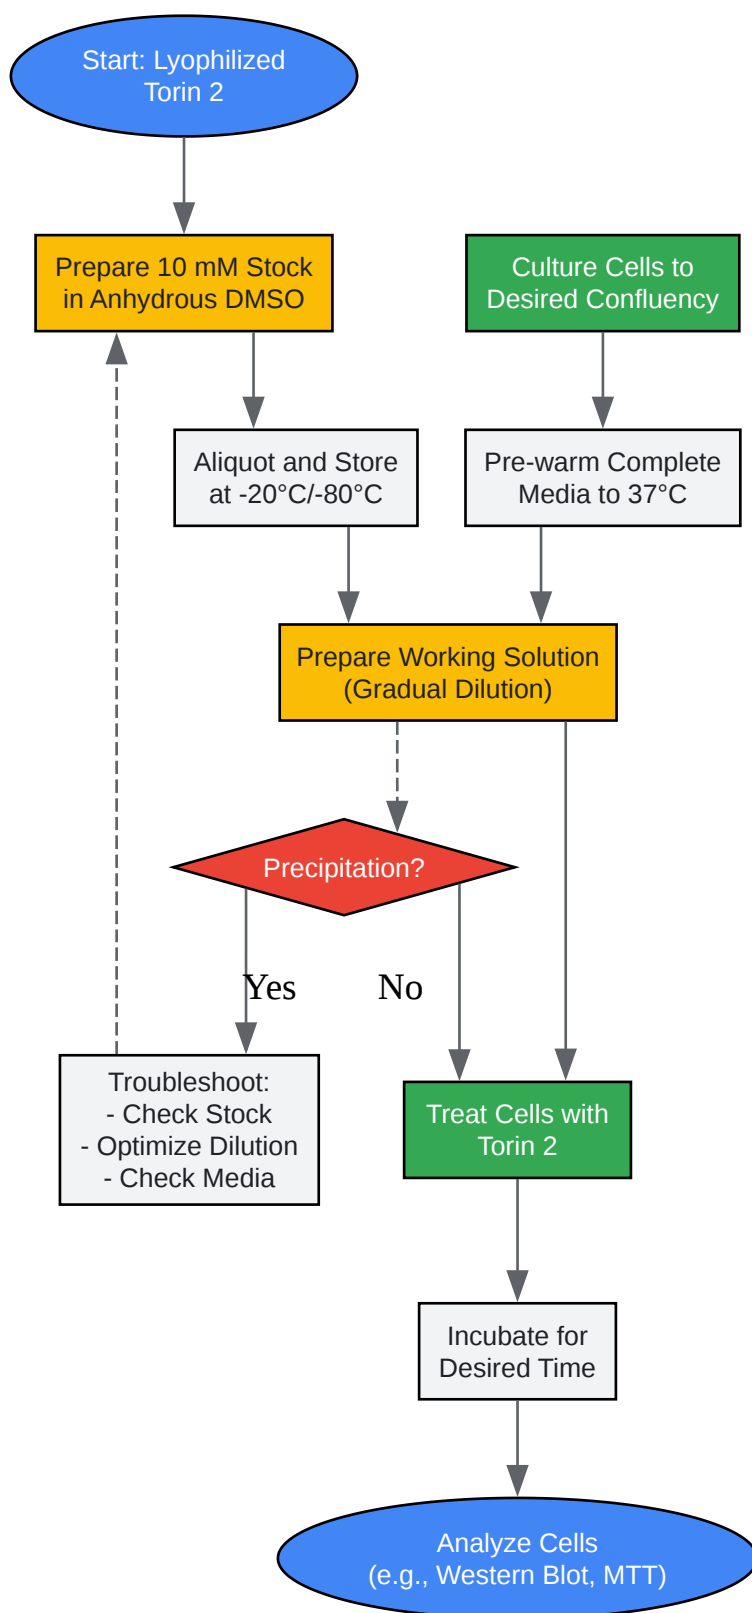 Start: Lyophilized
Torin 2
Prepare 10 mM Stock
in Anhydrous DMSO
Culture Cells to
Desired Confluency
Aliquot and Store
at -20°C/-80°C
Pre-warm Complete
Media to 37°C
Prepare Working Solution
(Gradual Dilution)
Precipitation?
Yes
No
Troubleshoot:
- Check Stock
- Optimize Dilution
- Check Media
Treat Cells with
Torin 2
Incubate for
Desired Time
Analyze Cells
(e.g., Western Blot, MTT)